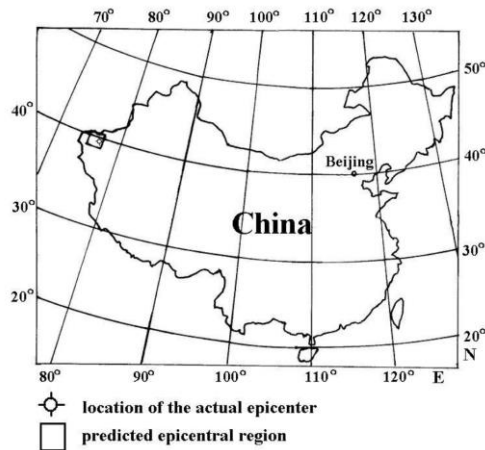 70° 80° 90° 100° 110° 120° 130°
50°
40°
40°
Beijing
China
30°
30°
20°
20°
N
80° 90° 100° 110° 120° E
location of the actual epicenter
predicted epicentral region